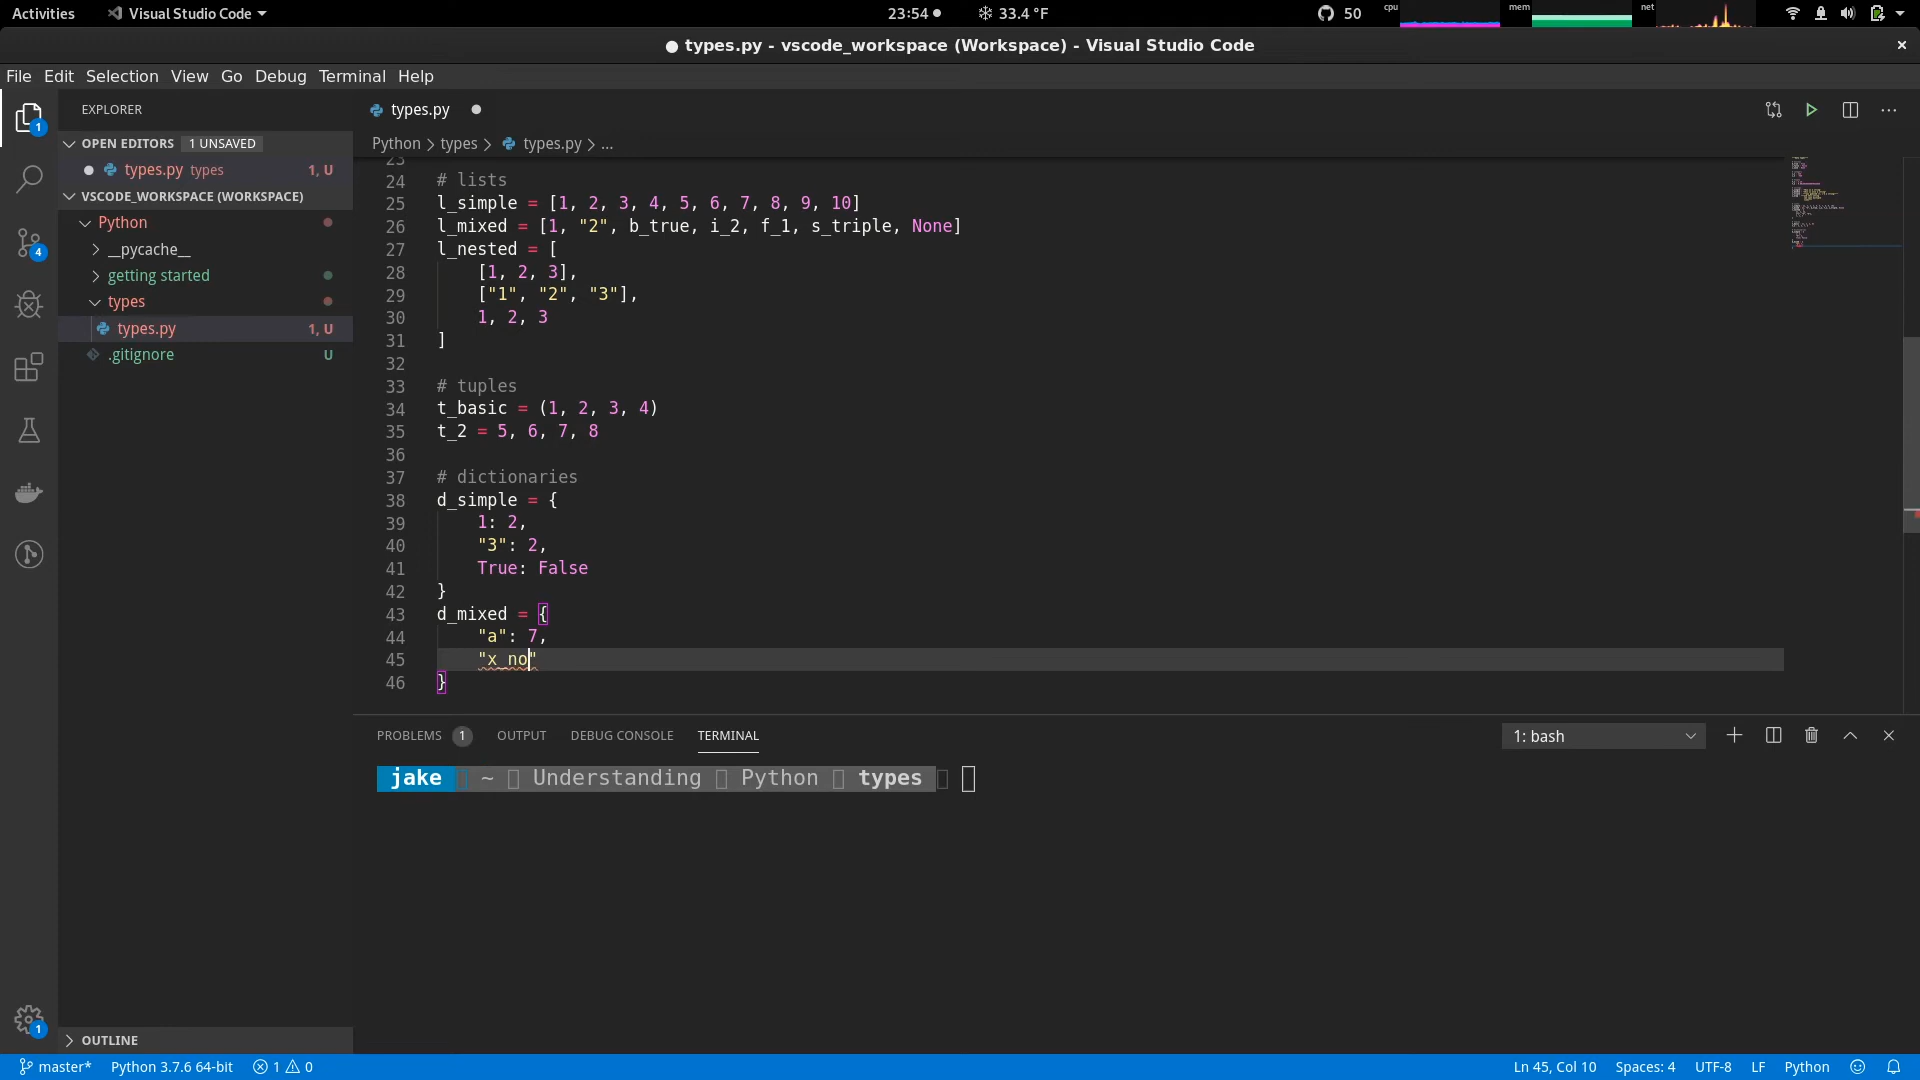 Activities Visual Studio Code 23:54 33.4 °F 50 cpu mem net
types.py - vscode_workspace (Workspace) - Visual Studio Code
File Edit Selection View Go Debug Terminal Help
EXPLORER
types.py
OPEN EDITORS 1 UNSAVED
Python > types > types.py > ...
types.py types 1, U
VSCODE_WORKSPACE (WORKSPACE)
Python
__pycache__
getting started
types
types.py 1, U
.gitignore U
23
24 # lists
25 l_simple = [1, 2, 3, 4, 5, 6, 7, 8, 9, 10]
26 l_mixed = [1, "2", b_true, i_2, f_1, s_triple, None]
27 l_nested = [
28 [1, 2, 3],
29 ["1", "2", "3"],
30 1, 2, 3
31 ]
32
33 # tuples
34 t_basic = (1, 2, 3, 4)
35 t_2 = 5, 6, 7, 8
36
37 # dictionaries
38 d_simple = {
39 1: 2,
40 "3": 2,
41 True: False
42 }
43 d_mixed = {
44 "a": 7,
45 "x_no"
46 }
PROBLEMS 1 OUTPUT DEBUG CONSOLE TERMINAL 1: bash
jake ~ Understanding Python types
1
4
1
OUTLINE
master* Python 3.7.6 64-bit 1 0 Ln 45, Col 10 Spaces: 4 UTF-8 LF Python